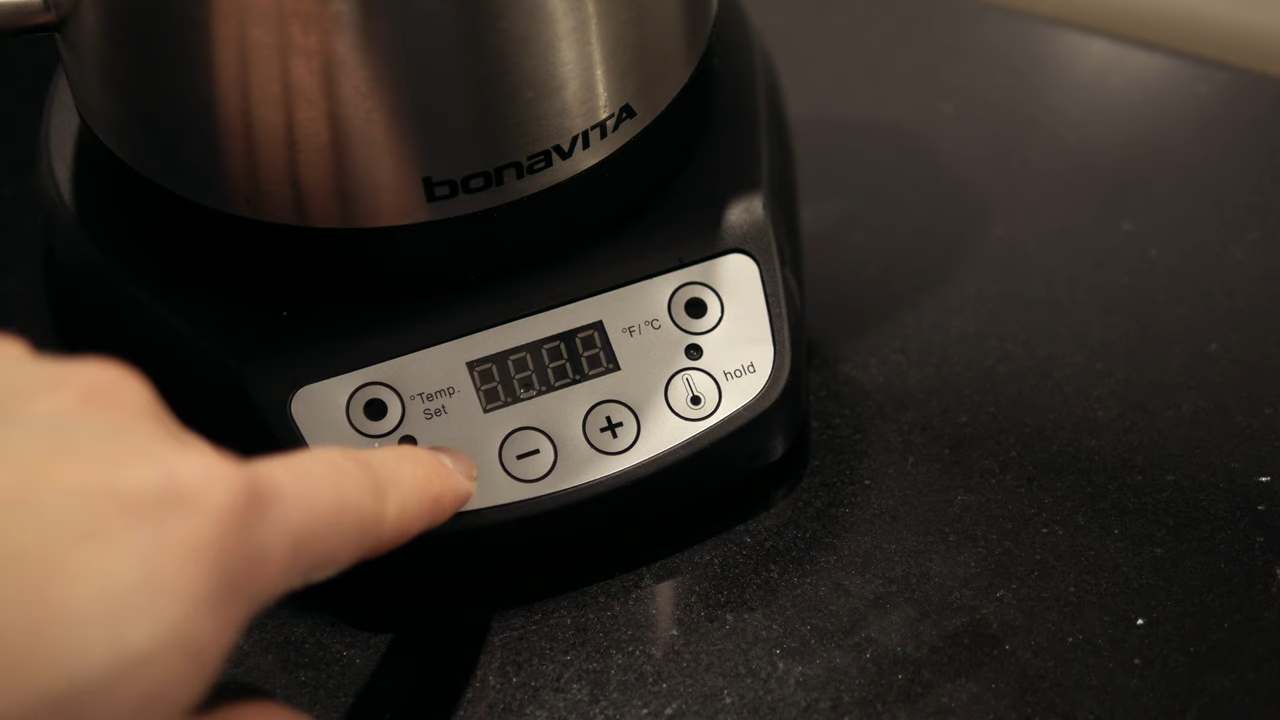 bonaVITA
°F/°C
°Temp.
Set
hold
− +